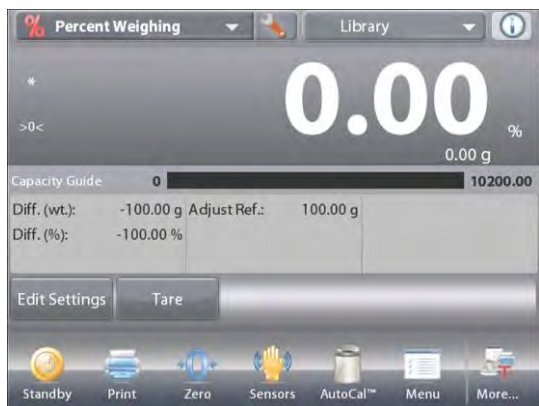 % Percent Weighing Library
*
0.00
>0<
%
0.00 g
Capacity Guide 0 10200.00
Diff. (wt.): -100.00 g Adjust Ref.: 100.00 g
Diff. (%): -100.00 %
Edit Settings Tare
Standby Print Zero Sensors AutoCal™ Menu More...